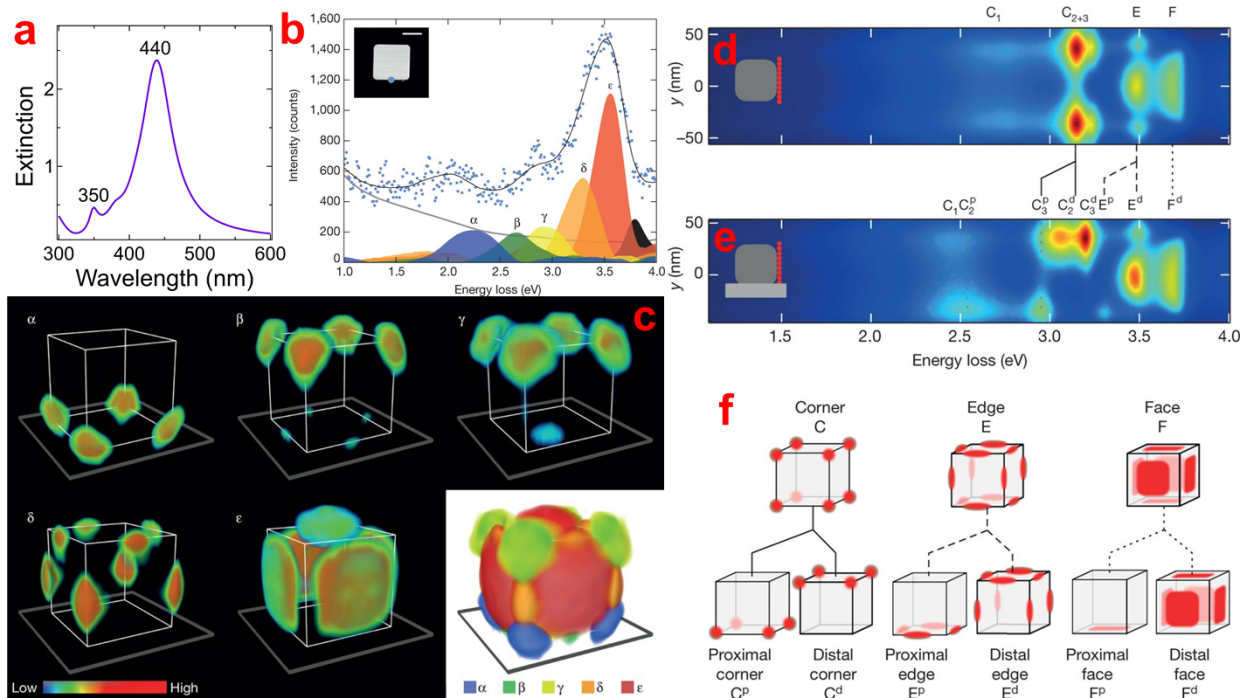 a
Extinction
2
1
350
440
300 400 500 600
Wavelength (nm)
b
Intensity (counts)
1,600
1,400
1,200
1,000
800
600
400
200
0
α
β
γ
δ
ε
1.0 1.5 2.0 2.5 3.0 3.5 4.0
Energy loss (eV)
c
α
β
γ
δ
ε
Low High
α β γ δ ε
C₁ C₂₊₃ E F
d
y (nm)
50
0
−50
C₁C₂ᵖ C₃ᵖ C₂ᵈ C₃ᵈ Eᵖ Eᵈ Fᵈ
e
y (nm)
50
0
−50
1.5 2.0 2.5 3.0 3.5 4.0
Energy loss (eV)
f
Corner
C
Edge
E
Face
F
Proximal
corner
Cᵖ
Distal
corner
Cᵈ
Proximal
edge
Eᵖ
Distal
edge
Eᵈ
Proximal
face
Fᵖ
Distal
face
Fᵈ